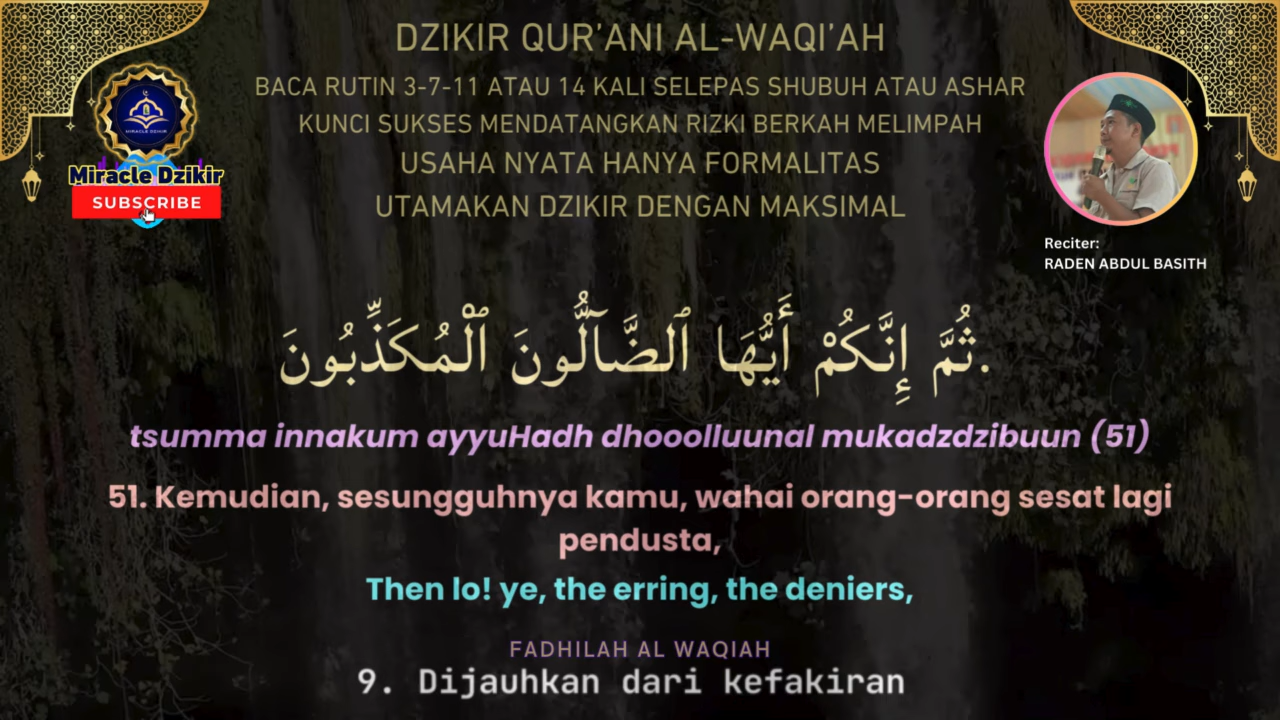 DZIKIR QUR'ANI AL-WAQI'AH
BACA RUTIN 3-7-11 ATAU 14 KALI SELEPAS SHUBUH ATAU ASHAR
KUNCI SUKSES MENDATANGKAN RIZKI BERKAH MELIMPAH
USAHA NYATA HANYA FORMALITAS
UTAMAKAN DZIKIR DENGAN MAKSIMAL
MIRACLE DZIKIR
Miracle Dzikir
SUBSCRIBE
Reciter:
RADEN ABDUL BASITH
ثُمَّ إِنَّكُمْ أَيُّهَا ٱلضَّآلُّونَ ٱلْمُكَذِّبُونَ.
tsumma innakum ayyuHadh dhooolluunal mukadzdzibuun (51)
51. Kemudian, sesungguhnya kamu, wahai orang-orang sesat lagi
pendusta,
Then lo! ye, the erring, the deniers,
FADHILAH AL WAQIAH
9. Dijauhkan dari kefakiran